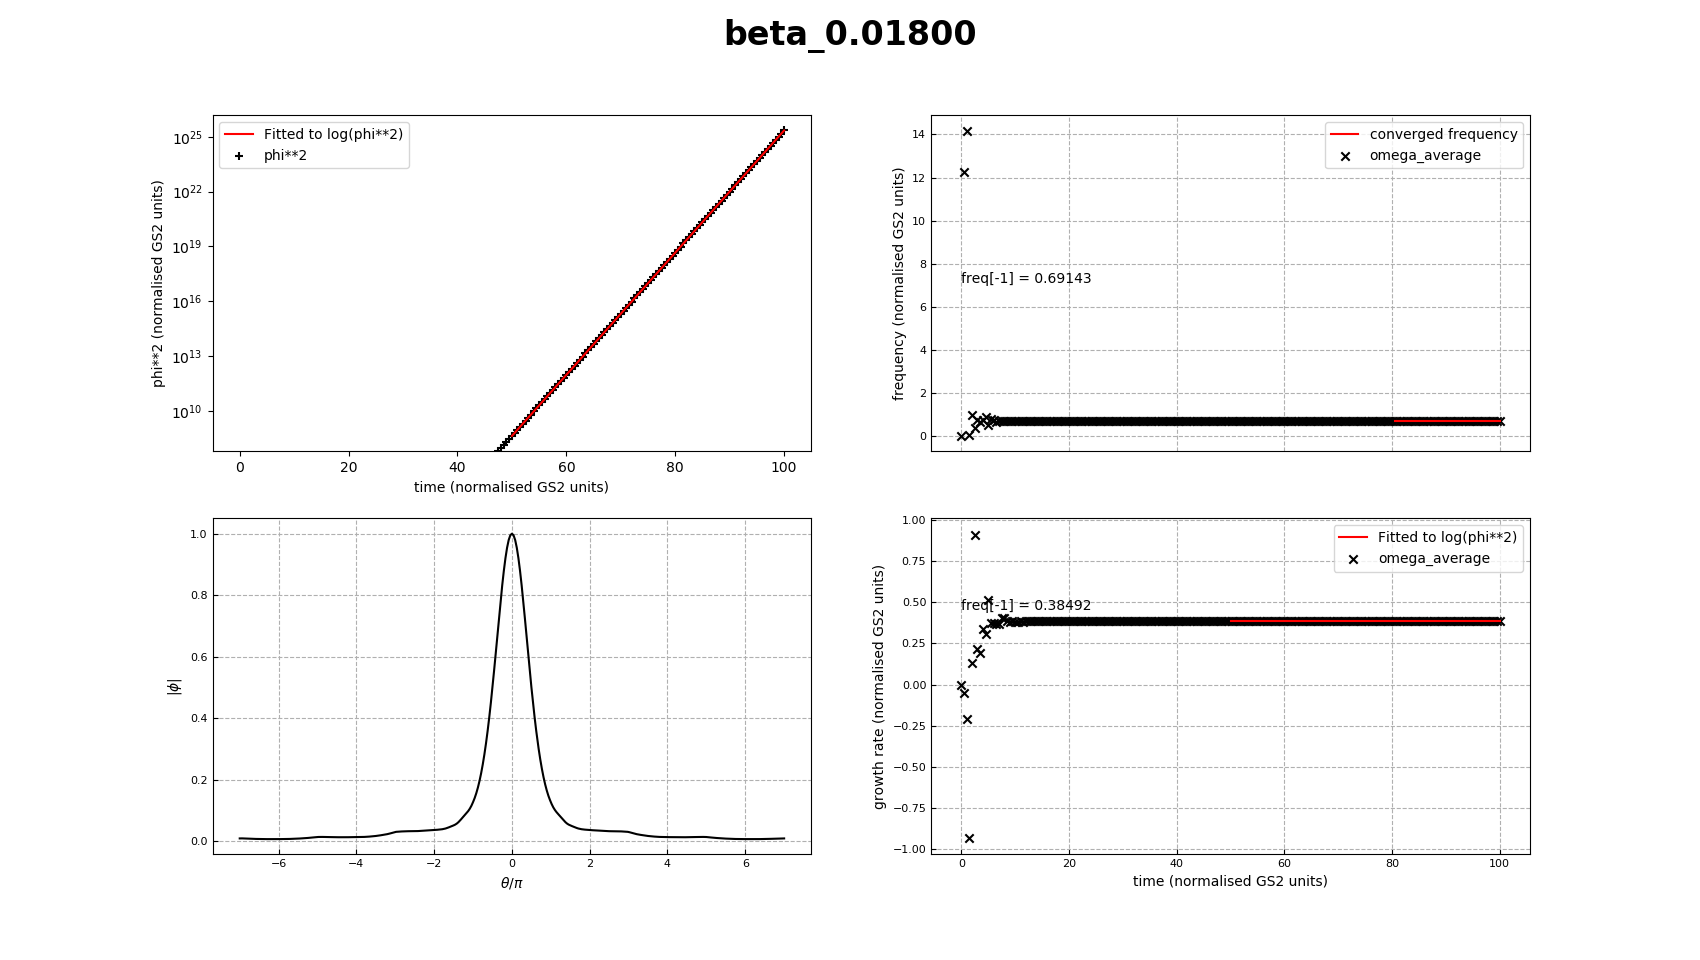 beta_0.01800
Fitted to log(phi**2)
phi**2
phi**2 (normalised GS2 units)
10^25
10^22
10^19
10^16
10^13
10^10
0 20 40 60 80 100
time (normalised GS2 units)
converged frequency
omega_average
frequency (normalised GS2 units)
14
12
10
8
6
4
2
0
freq[-1] = 0.69143
|ϕ|
1.0
0.8
0.6
0.4
0.2
0.0
−6 −4 −2 0 2 4 6
θ/π
Fitted to log(phi**2)
omega_average
growth rate (normalised GS2 units)
1.00
0.75
0.50
0.25
0.00
−0.25
−0.50
−0.75
−1.00
freq[-1] = 0.38492
0 20 40 60 80 100
time (normalised GS2 units)